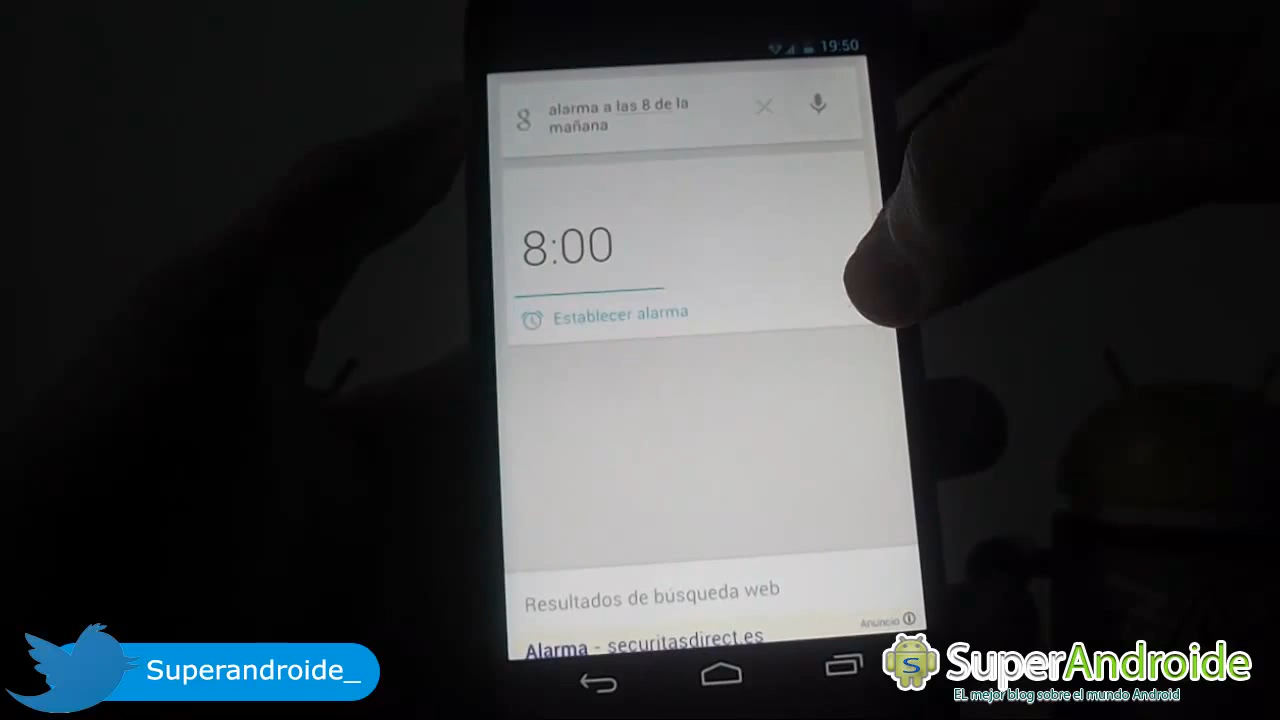 19:50
alarma a las 8 de la
mañana
8:00
Establecer alarma
Resultados de búsqueda web
Anuncio
Alarma - securitasdirect.es
Superandroide_
S
SuperAndroide
EL mejor blog sobre el mundo Android